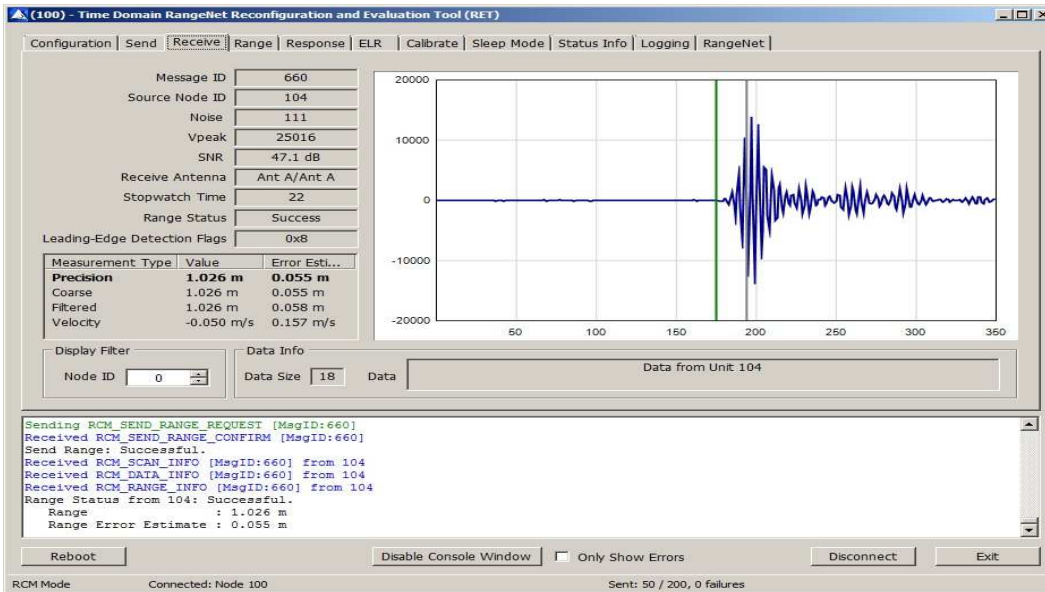 (100) - Time Domain RangeNet Reconfiguration and Evaluation Tool (RET)
Configuration Send Receive Range Response ELR Calibrate Sleep Mode Status Info Logging RangeNet
Message ID 660
Source Node ID 104
Noise 111
Vpeak 25016
SNR 47.1 dB
Receive Antenna Ant A/Ant A
Stopwatch Time 22
Range Status Success
Leading-Edge Detection Flags 0x8
Measurement Type Value Error Esti...
Precision 1.026 m 0.055 m
Coarse 1.026 m 0.055 m
Filtered 1.026 m 0.058 m
Velocity -0.050 m/s 0.157 m/s
20000
10000
0
-10000
-20000
50 100 150 200 250 300 350
Display Filter
Node ID 0
Data Info
Data Size 18 Data Data from Unit 104
Sending RCM_SEND_RANGE_REQUEST [MsgID:660]
Received RCM_SEND_RANGE_CONFIRM [MsgID:660]
Send Range: Successful.
Received RCM_SCAN_INFO [MsgID:660] from 104
Received RCM_DATA_INFO [MsgID:660] from 104
Received RCM_RANGE_INFO [MsgID:660] from 104
Range Status from 104: Successful.
Range : 1.026 m
Range Error Estimate : 0.055 m
Reboot Disable Console Window Only Show Errors Disconnect Exit
RCM Mode Connected: Node 100 Sent: 50 / 200, 0 failures